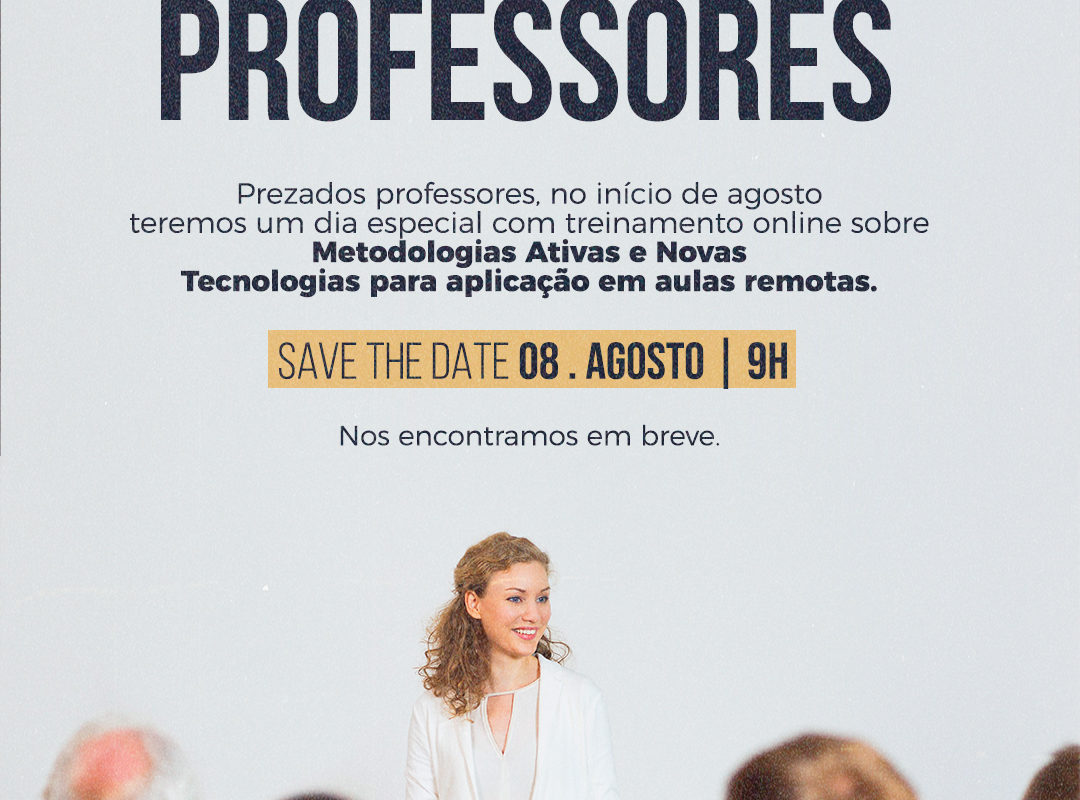 PROFESSORES
Prezados professores, no início de agosto
teremos um dia especial com treinamento online sobre
Metodologias Ativas e Novas
Tecnologias para aplicação em aulas remotas.
SAVE THE DATE 08 . AGOSTO | 9H
Nos encontramos em breve.